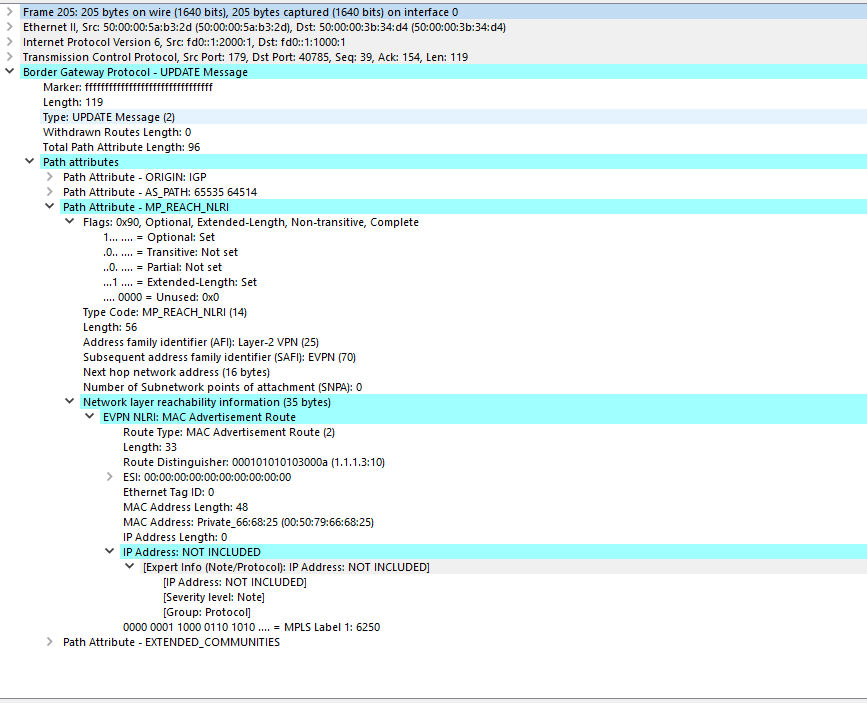 Frame 205: 205 bytes on wire (1640 bits), 205 bytes captured (1640 bits) on interface 0
Ethernet II, Src: 50:00:00:5a:b3:2d (50:00:00:5a:b3:2d), Dst: 50:00:00:3b:34:d4 (50:00:00:3b:34:d4)
Internet Protocol Version 6, Src: fd0::1:2000:1, Dst: fd0::1:1000:1
Transmission Control Protocol, Src Port: 179, Dst Port: 40785, Seq: 39, Ack: 154, Len: 119
Border Gateway Protocol - UPDATE Message
Marker: ffffffffffffffffffffffffffffffff
Length: 119
Type: UPDATE Message (2)
Withdrawn Routes Length: 0
Total Path Attribute Length: 96
Path attributes
Path Attribute - ORIGIN: IGP
Path Attribute - AS_PATH: 65535 64514
Path Attribute - MP_REACH_NLRI
Flags: 0x90, Optional, Extended-Length, Non-transitive, Complete
1... .... = Optional: Set
.0.. .... = Transitive: Not set
..0. .... = Partial: Not set
...1 .... = Extended-Length: Set
.... 0000 = Unused: 0x0
Type Code: MP_REACH_NLRI (14)
Length: 56
Address family identifier (AFI): Layer-2 VPN (25)
Subsequent address family identifier (SAFI): EVPN (70)
Next hop network address (16 bytes)
Number of Subnetwork points of attachment (SNPA): 0
Network layer reachability information (35 bytes)
EVPN NLRI: MAC Advertisement Route
Route Type: MAC Advertisement Route (2)
Length: 33
Route Distinguisher: 000101010103000a (1.1.1.3:10)
ESI: 00:00:00:00:00:00:00:00:00:00
Ethernet Tag ID: 0
MAC Address Length: 48
MAC Address: Private_66:68:25 (00:50:79:66:68:25)
IP Address Length: 0
IP Address: NOT INCLUDED
[Expert Info (Note/Protocol): IP Address: NOT INCLUDED]
[IP Address: NOT INCLUDED]
[Severity level: Note]
[Group: Protocol]
0000 0001 1000 0110 1010 .... = MPLS Label 1: 6250
Path Attribute - EXTENDED_COMMUNITIES